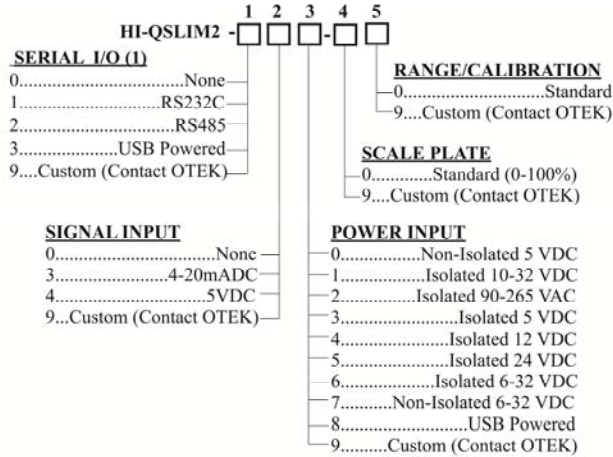 1 2 3 4 5
HI-QSLIM2 -□□□-□□
SERIAL I/O (1)
0.............................None
1........................RS232C
2..........................RS485
3................USB Powered
9....Custom (Contact OTEK)
RANGE/CALIBRATION
0............................Standard
9....Custom (Contact OTEK)
SCALE PLATE
0.............Standard (0-100%)
9....Custom (Contact OTEK)
SIGNAL INPUT
0...........................None
3....................4-20mADC
4............................5VDC
9...Custom (Contact OTEK)
POWER INPUT
0...............Non-Isolated 5 VDC
1...............Isolated 10-32 VDC
2.............Isolated 90-265 VAC
3.....................Isolated 5 VDC
4...................Isolated 12 VDC
5...................Isolated 24 VDC
6.................Isolated 6-32 VDC
7..........Non-Isolated 6-32 VDC
8.......................USB Powered
9..........Custom (Contact OTEK)